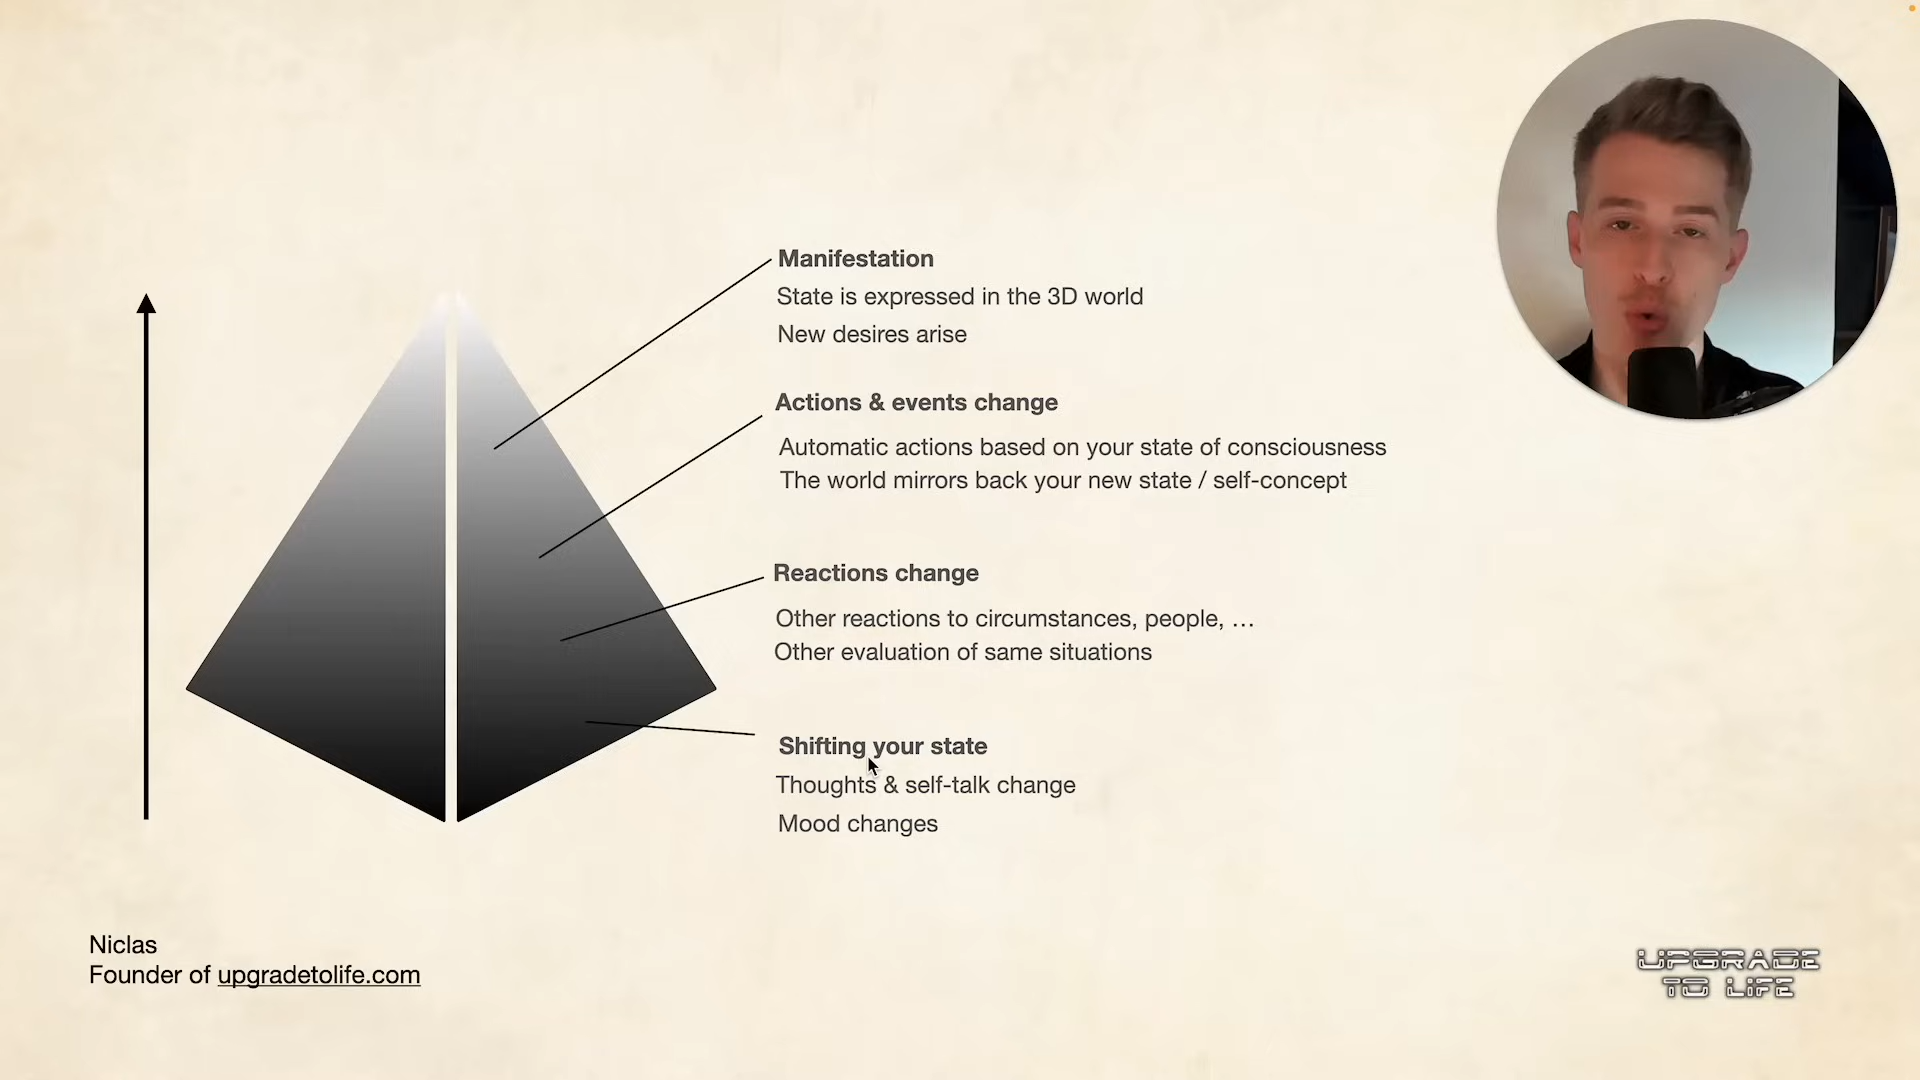 Manifestation
State is expressed in the 3D world
New desires arise
Actions & events change
Automatic actions based on your state of consciousness
The world mirrors back your new state / self-concept
Reactions change
Other reactions to circumstances, people, …
Other evaluation of same situations
Shifting your state
Thoughts & self-talk change
Mood changes
Niclas
Founder of upgradetolife.com
UPGRADE
TO LIFE